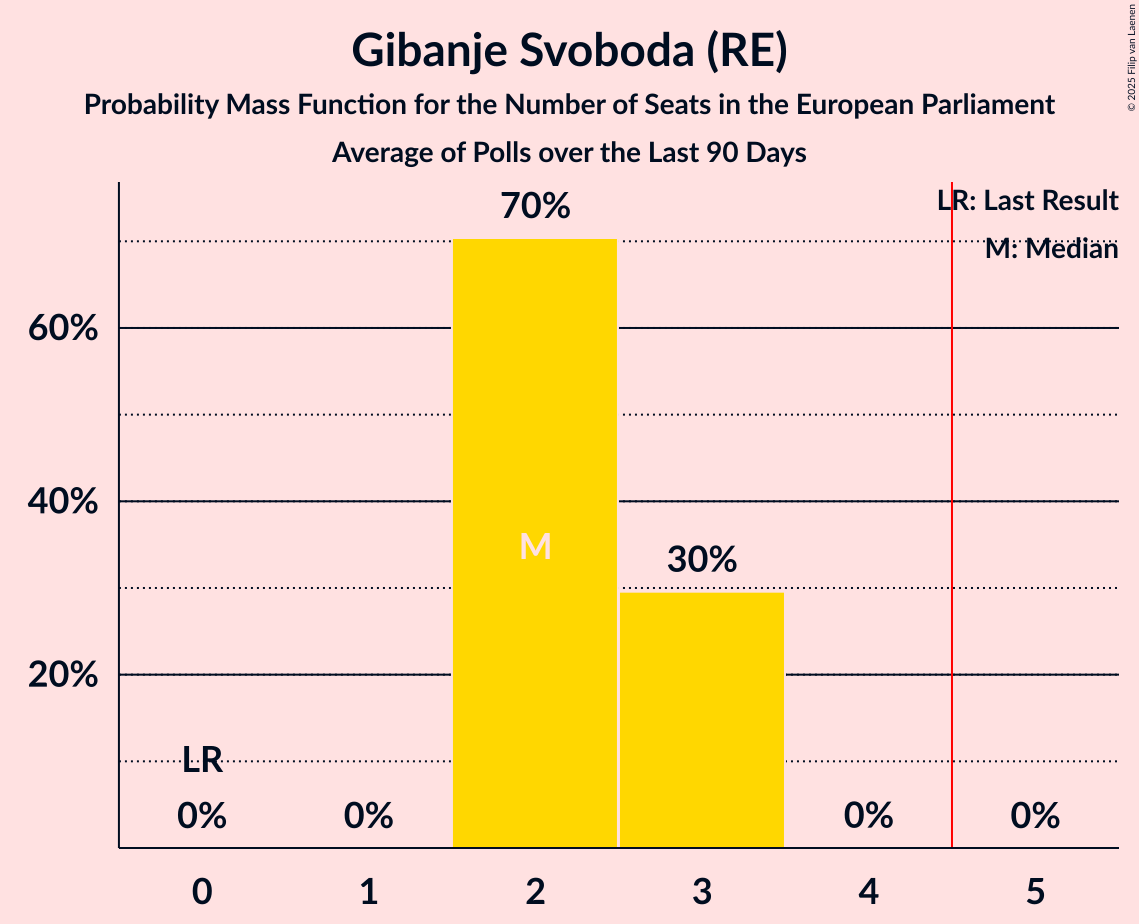 Gibanje Svoboda (RE)
Probability Mass Function for the Number of Seats in the European Parliament
Average of Polls over the Last 90 Days
© 2025 Filip van Laenen
LR: Last Result
M: Median
70%
60%
40%
M
30%
20%
LR
0%
0%
0%
0%
0
1
2
3
4
5